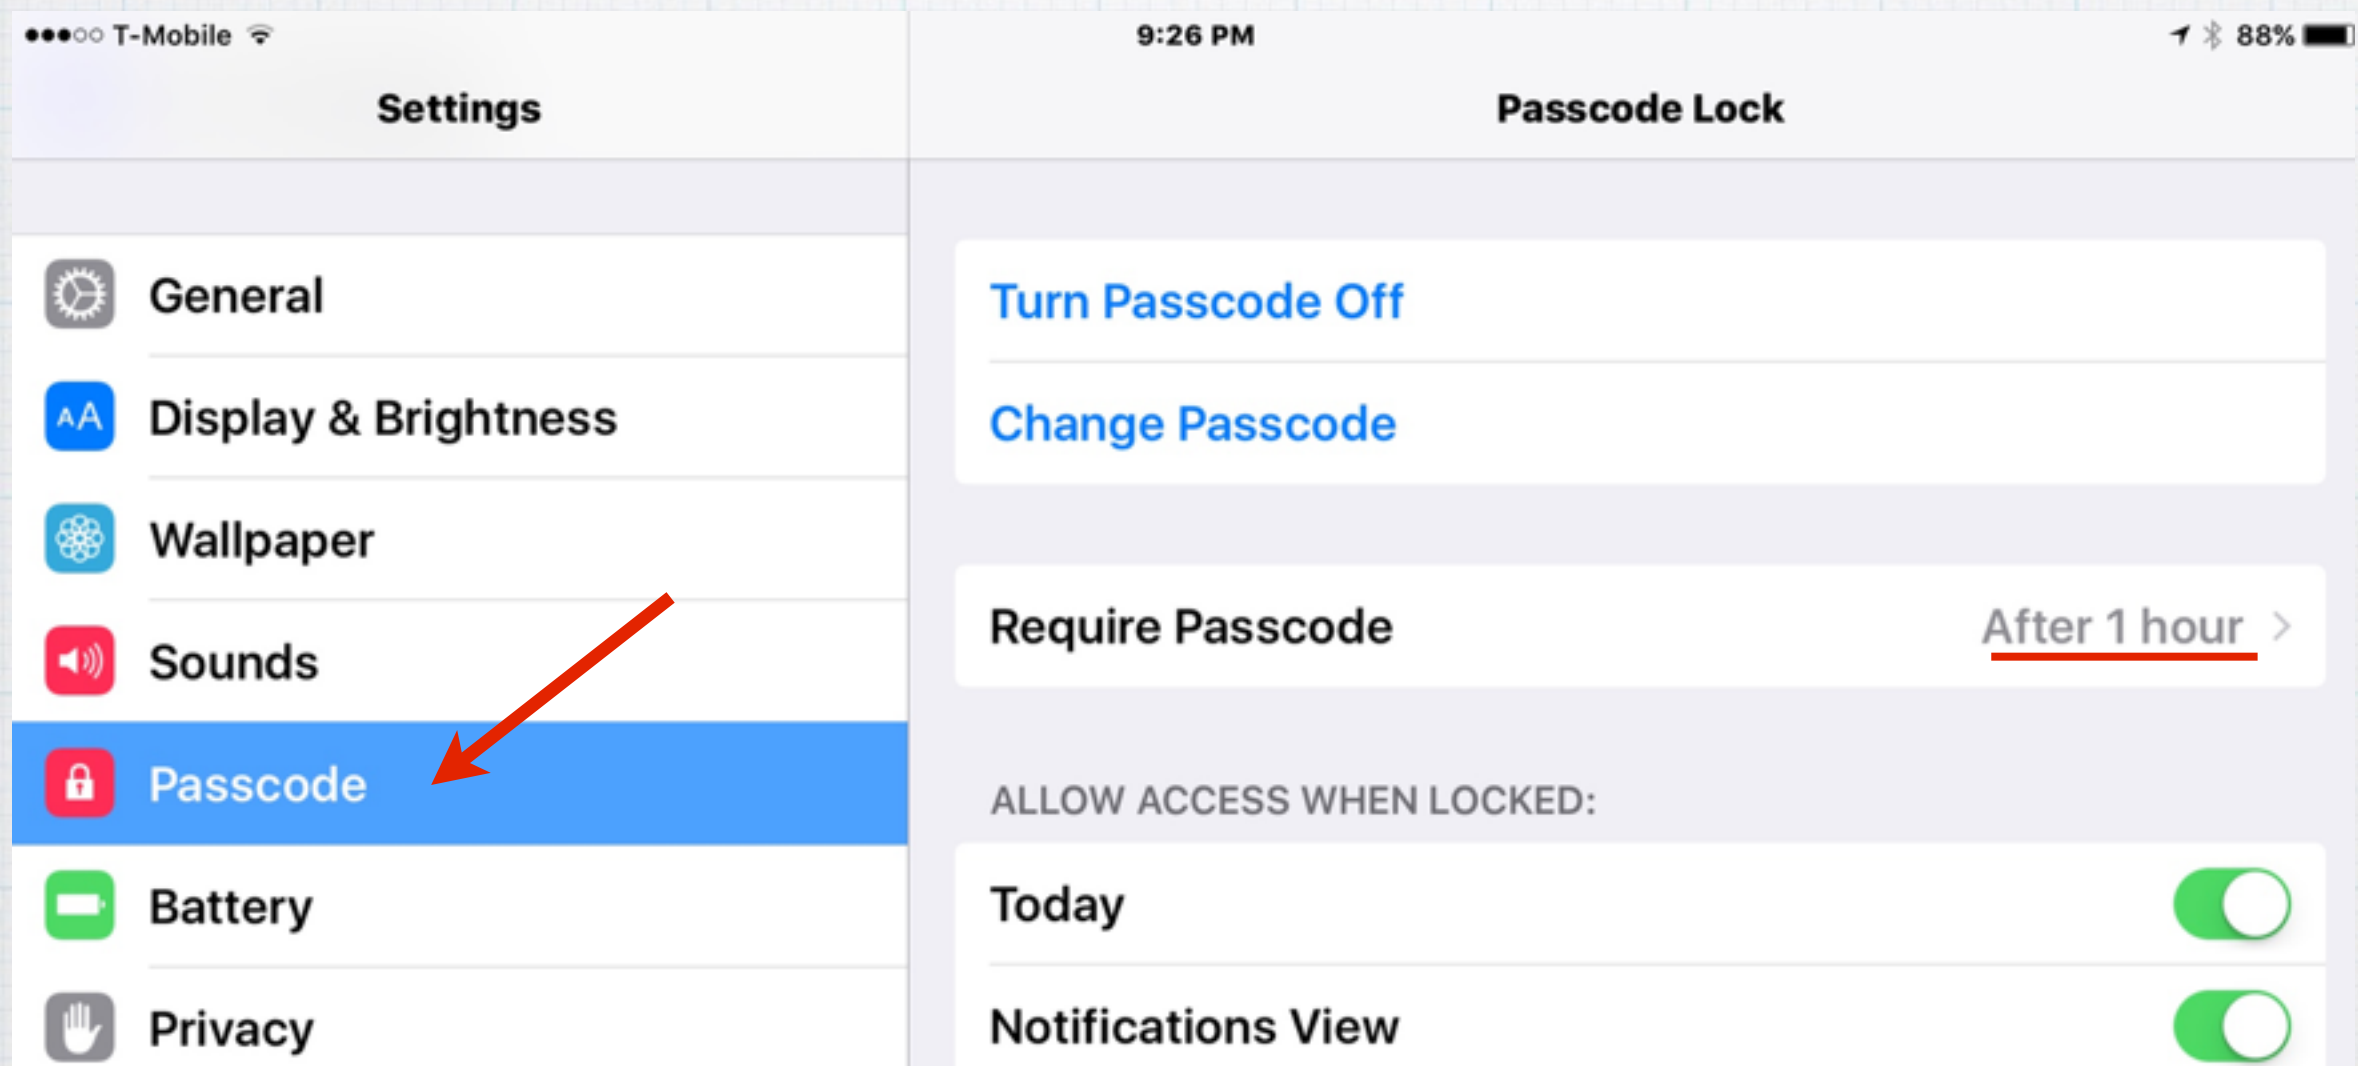 T-Mobile 9:26 PM 88%
Settings
Passcode Lock
General
Display & Brightness
Wallpaper
Sounds
Passcode
Battery
Privacy
Turn Passcode Off
Change Passcode
Require Passcode After 1 hour
ALLOW ACCESS WHEN LOCKED:
Today
Notifications View